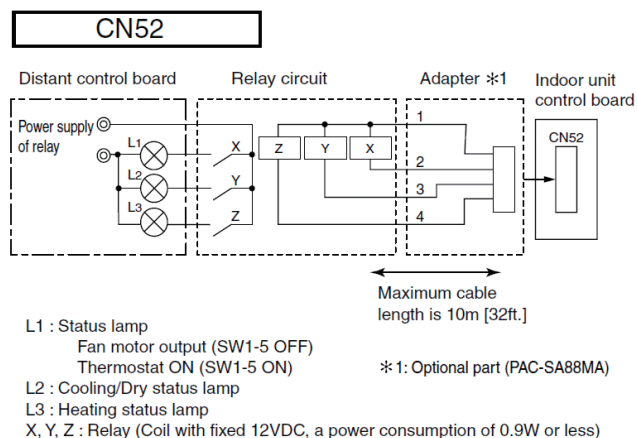 CN52
Distant control board
Relay circuit
Adapter ✻1
Indoor unit
control board
Power supply
of relay
L1
L2
L3
X
Y
Z
Z
Y
X
1
2
3
4
CN52
Maximum cable
length is 10m [32ft.]
L1 : Status lamp
Fan motor output (SW1-5 OFF)
Thermostat ON (SW1-5 ON)
✻1: Optional part (PAC-SA88MA)
L2 : Cooling/Dry status lamp
L3 : Heating status lamp
X, Y, Z : Relay (Coil with fixed 12VDC, a power consumption of 0.9W or less)